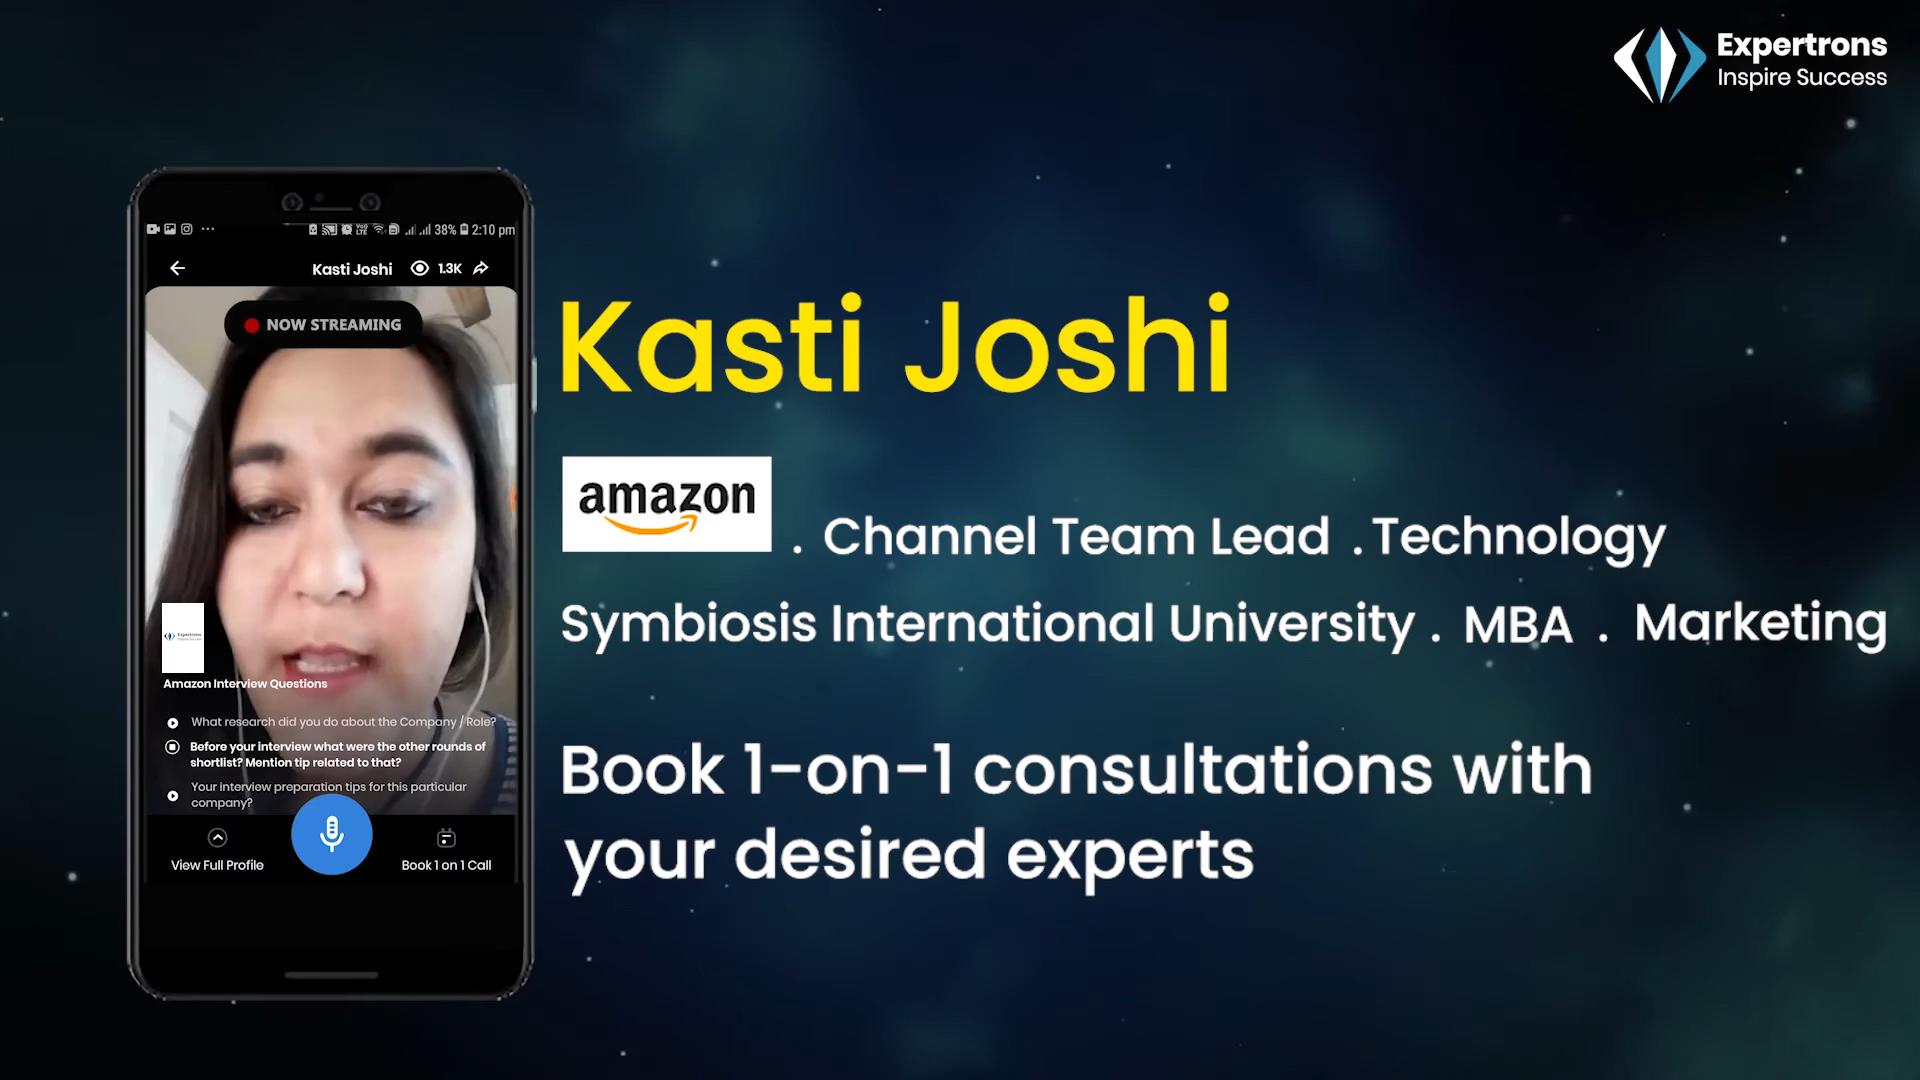 Expertrons
Inspire Success
38% 2:10 pm
Kasti Joshi 1.3K
NOW STREAMING
Expertrons
Amazon Interview Questions
What research did you do about the Company / Role?
Before your interview what were the other rounds of
shortlist? Mention tip related to that?
Your interview preparation tips for this particular
company?
View Full Profile
Book 1 on 1 Call
Kasti Joshi
amazon . Channel Team Lead . Technology
Symbiosis International University . MBA . Marketing
Book 1-on-1 consultations with
your desired experts